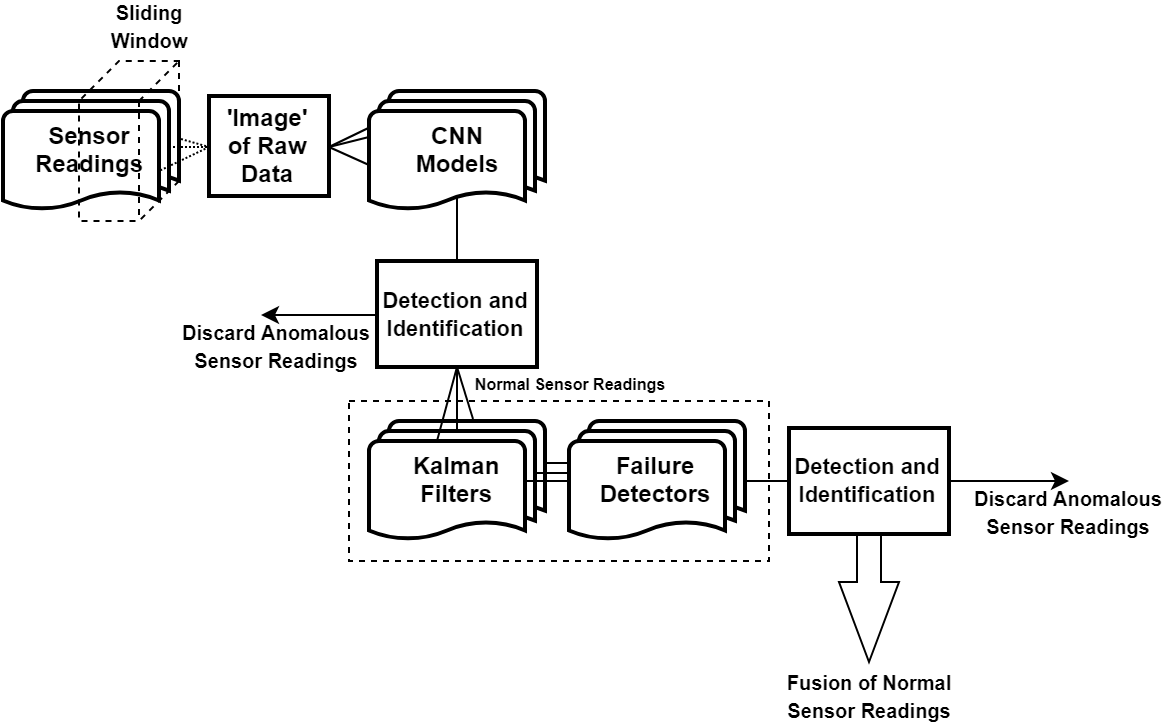 Sliding
Window
Sensor
Readings
'Image'
of Raw
Data
CNN
Models
Detection and
Identification
Discard Anomalous
Sensor Readings
Normal Sensor Readings
Kalman
Filters
Failure
Detectors
Detection and
Identification
Discard Anomalous
Sensor Readings
Fusion of Normal
Sensor Readings